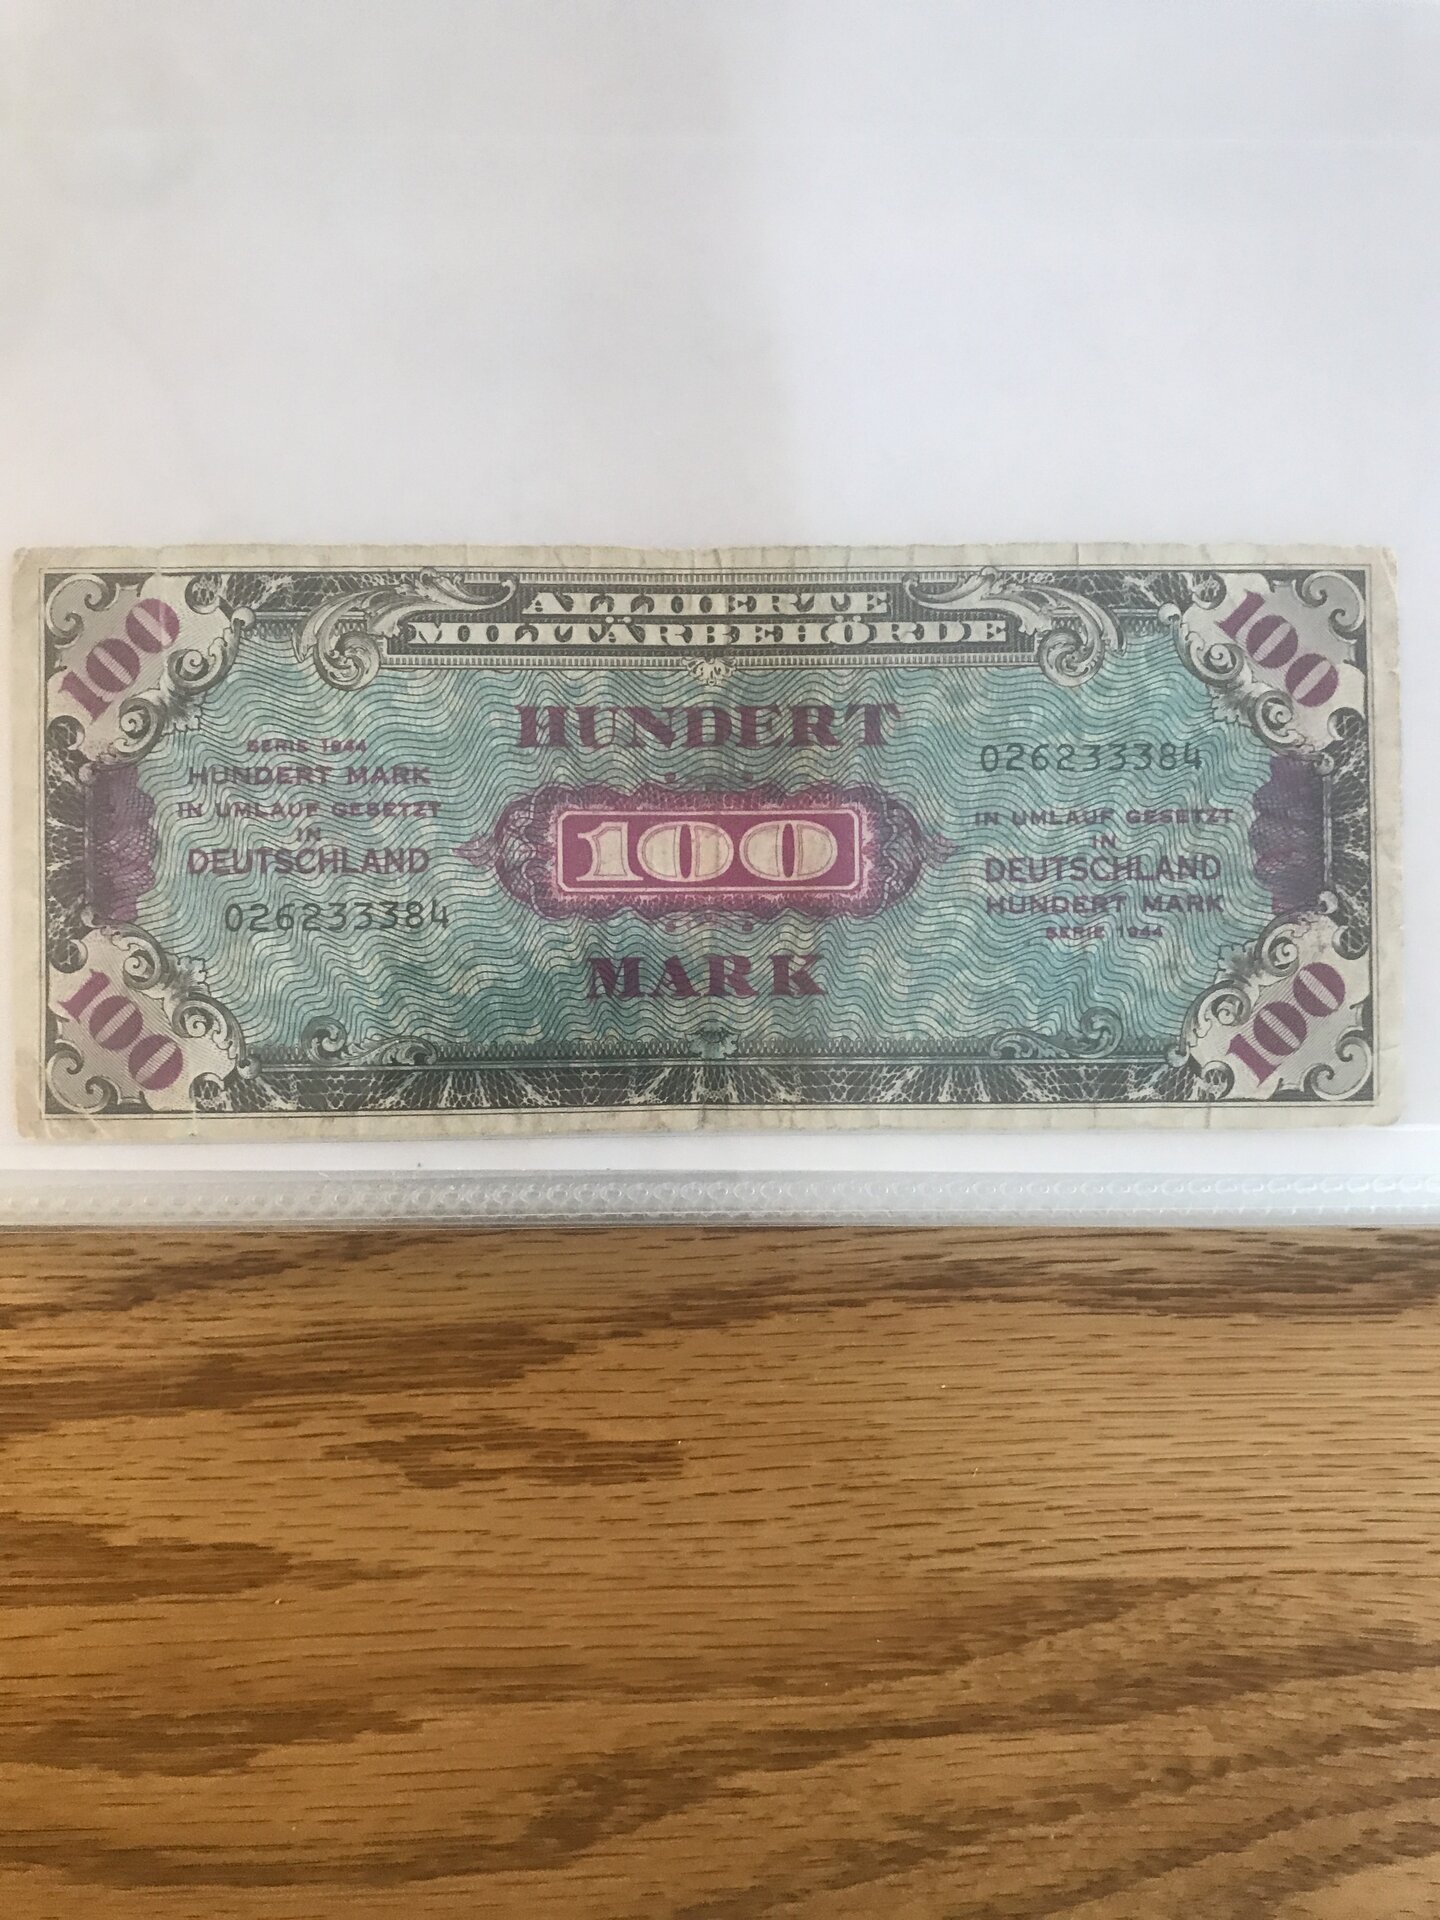 100
ALLIIERTE
MILITÄRBEHÖRDE
100
HUNDERT
SERIE 1944
HUNDERT MARK
IN UMLAUF GESETZT
IN
DEUTSCHLAND
026233384
100
026233384
IN UMLAUF GESETZT
IN
DEUTSCHLAND
HUNDERT MARK
SERIE 1944
MARK
100
100